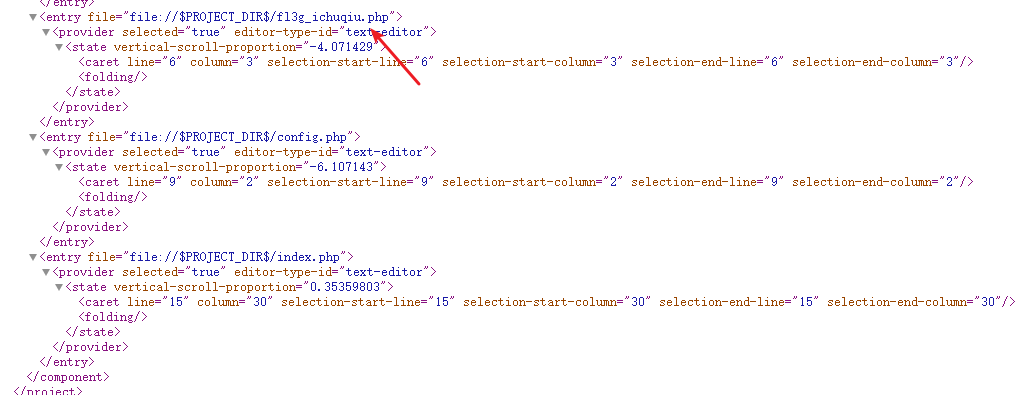 </entry>
▼<entry file="file://$PROJECT_DIR$/fl3g_ichuqiu.php">
▼<provider selected="true" editor-type-id="text-editor">
▼<state vertical-scroll-proportion="-4.071429">
<caret line="6" column="3" selection-start-line="6" selection-start-column="3" selection-end-line="6" selection-end-column="3"/>
<folding/>
</state>
</provider>
</entry>
▼<entry file="file://$PROJECT_DIR$/config.php">
▼<provider selected="true" editor-type-id="text-editor">
▼<state vertical-scroll-proportion="-6.107143">
<caret line="9" column="2" selection-start-line="9" selection-start-column="2" selection-end-line="9" selection-end-column="2"/>
<folding/>
</state>
</provider>
</entry>
▼<entry file="file://$PROJECT_DIR$/index.php">
▼<provider selected="true" editor-type-id="text-editor">
▼<state vertical-scroll-proportion="0.35359803">
<caret line="15" column="30" selection-start-line="15" selection-start-column="30" selection-end-line="15" selection-end-column="30"/>
<folding/>
</state>
</provider>
</entry>
</component>
</project>